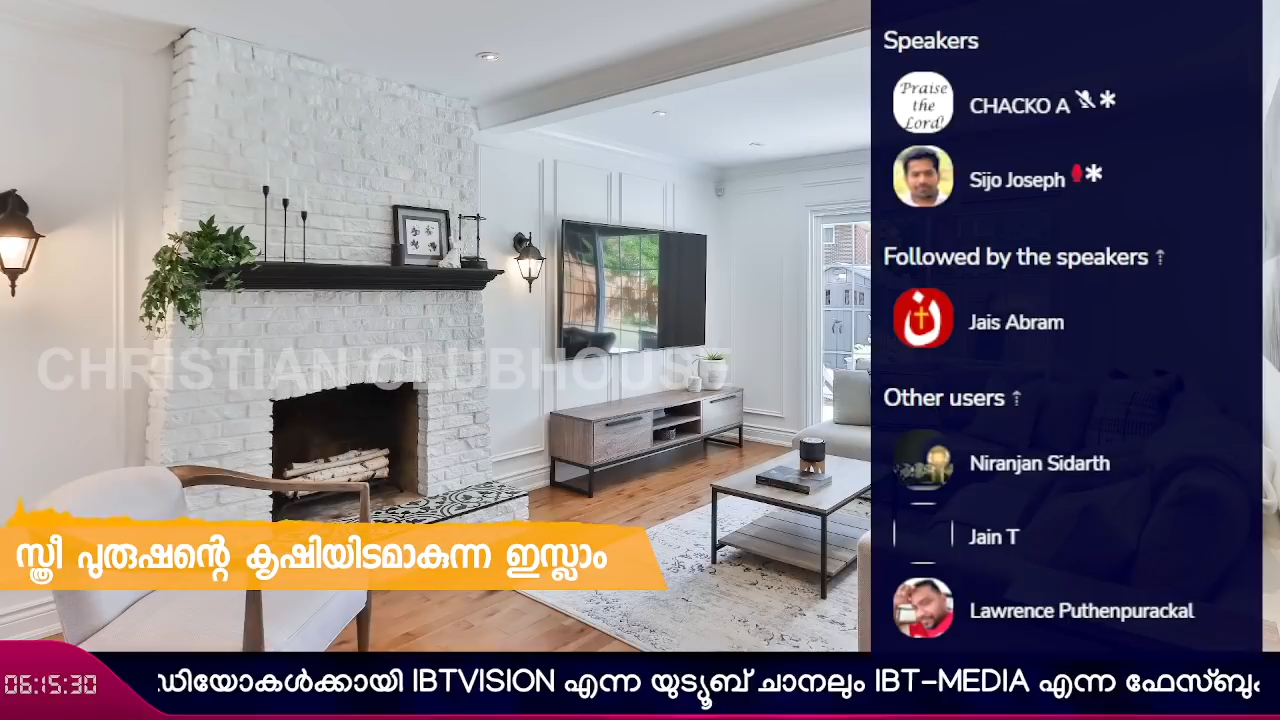 Speakers
Praise
the
Lord!
CHACKO A
Sijo Joseph
Followed by the speakers
ن
Jais Abram
Other users
Niranjan Sidarth
Jain T
Lawrence Puthenpurackal
CHRISTIAN CLUBHOUSE
സ്ത്രീ പുരുഷന്റെ കൃഷിയിടമാകുന്ന ഇസ്ലാം
06:15:30
ഡിയോകൾക്കായി IBTVISION എന്ന യുട്യൂബ് ചാനലും IBT-MEDIA എന്ന ഫേസ്ബു